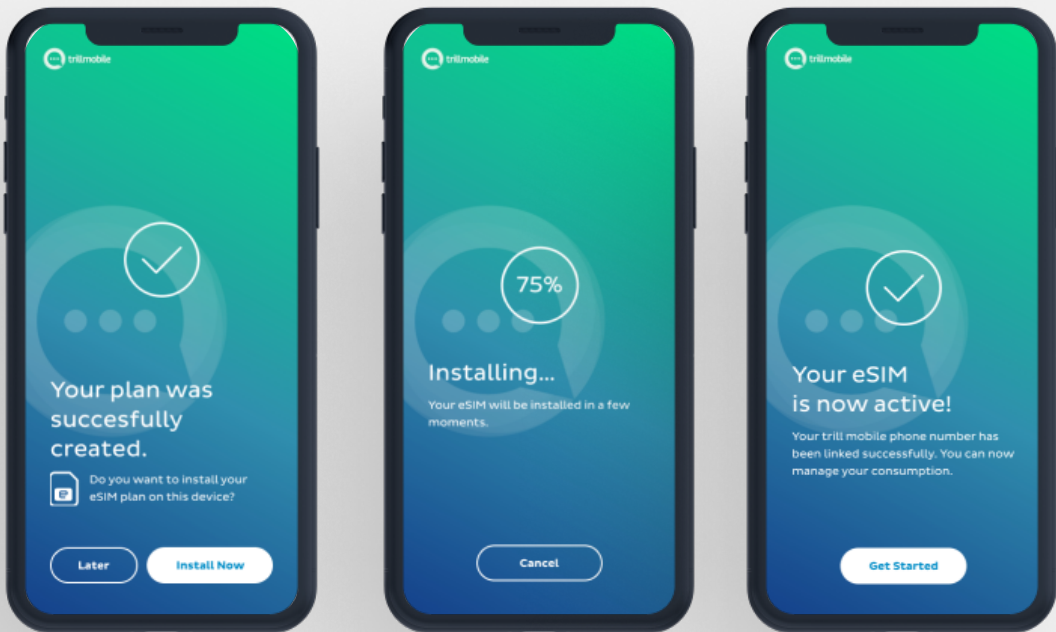 trillmobile
Your plan was
succesfully
created.
Do you want to install your
eSIM plan on this device?
Later
Install Now
trillmobile
75%
Installing...
Your eSIM will be installed in a few
moments.
Cancel
trillmobile
Your eSIM
is now active!
Your trill mobile phone number has
been linked successfully. You can now
manage your consumption.
Get Started